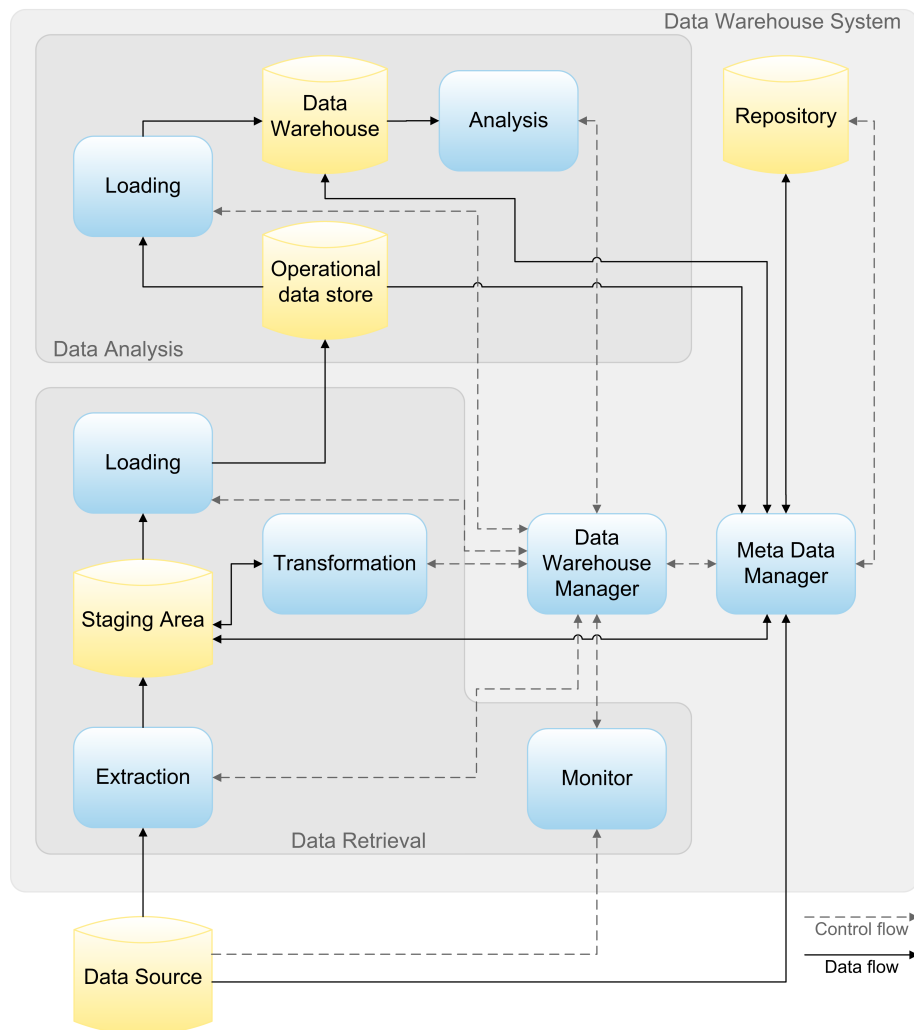 Data Warehouse System
Data
Warehouse
Analysis
Repository
Loading
Operational
data store
Data Analysis
Loading
Transformation
Data
Warehouse
Manager
Meta Data
Manager
Staging Area
Extraction
Monitor
Data Retrieval
Control flow
Data flow
Data Source